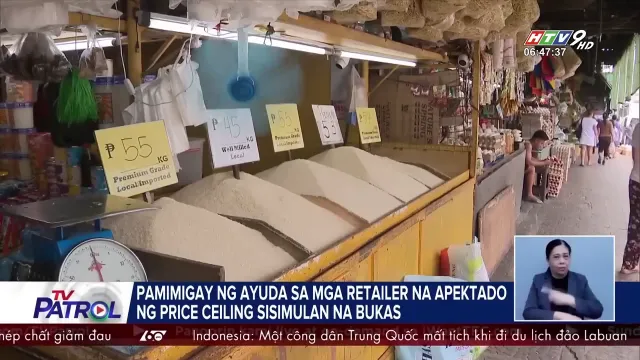 HTV9 HD
06:47:37
₱55
KG
Premium Grade
Local/Imported
₱45
KG
Well Milled
Local
KG
TV PATROL
PAMIMIGAY NG AYUDA SA MGA RETAILER NA APEKTADO
NG PRICE CEILING SISIMULAN NA BUKAS
nép chất giảm đau
60
Indonesia: Một công dân Trung Quốc mất tích khi đi du lịch đảo Labuan